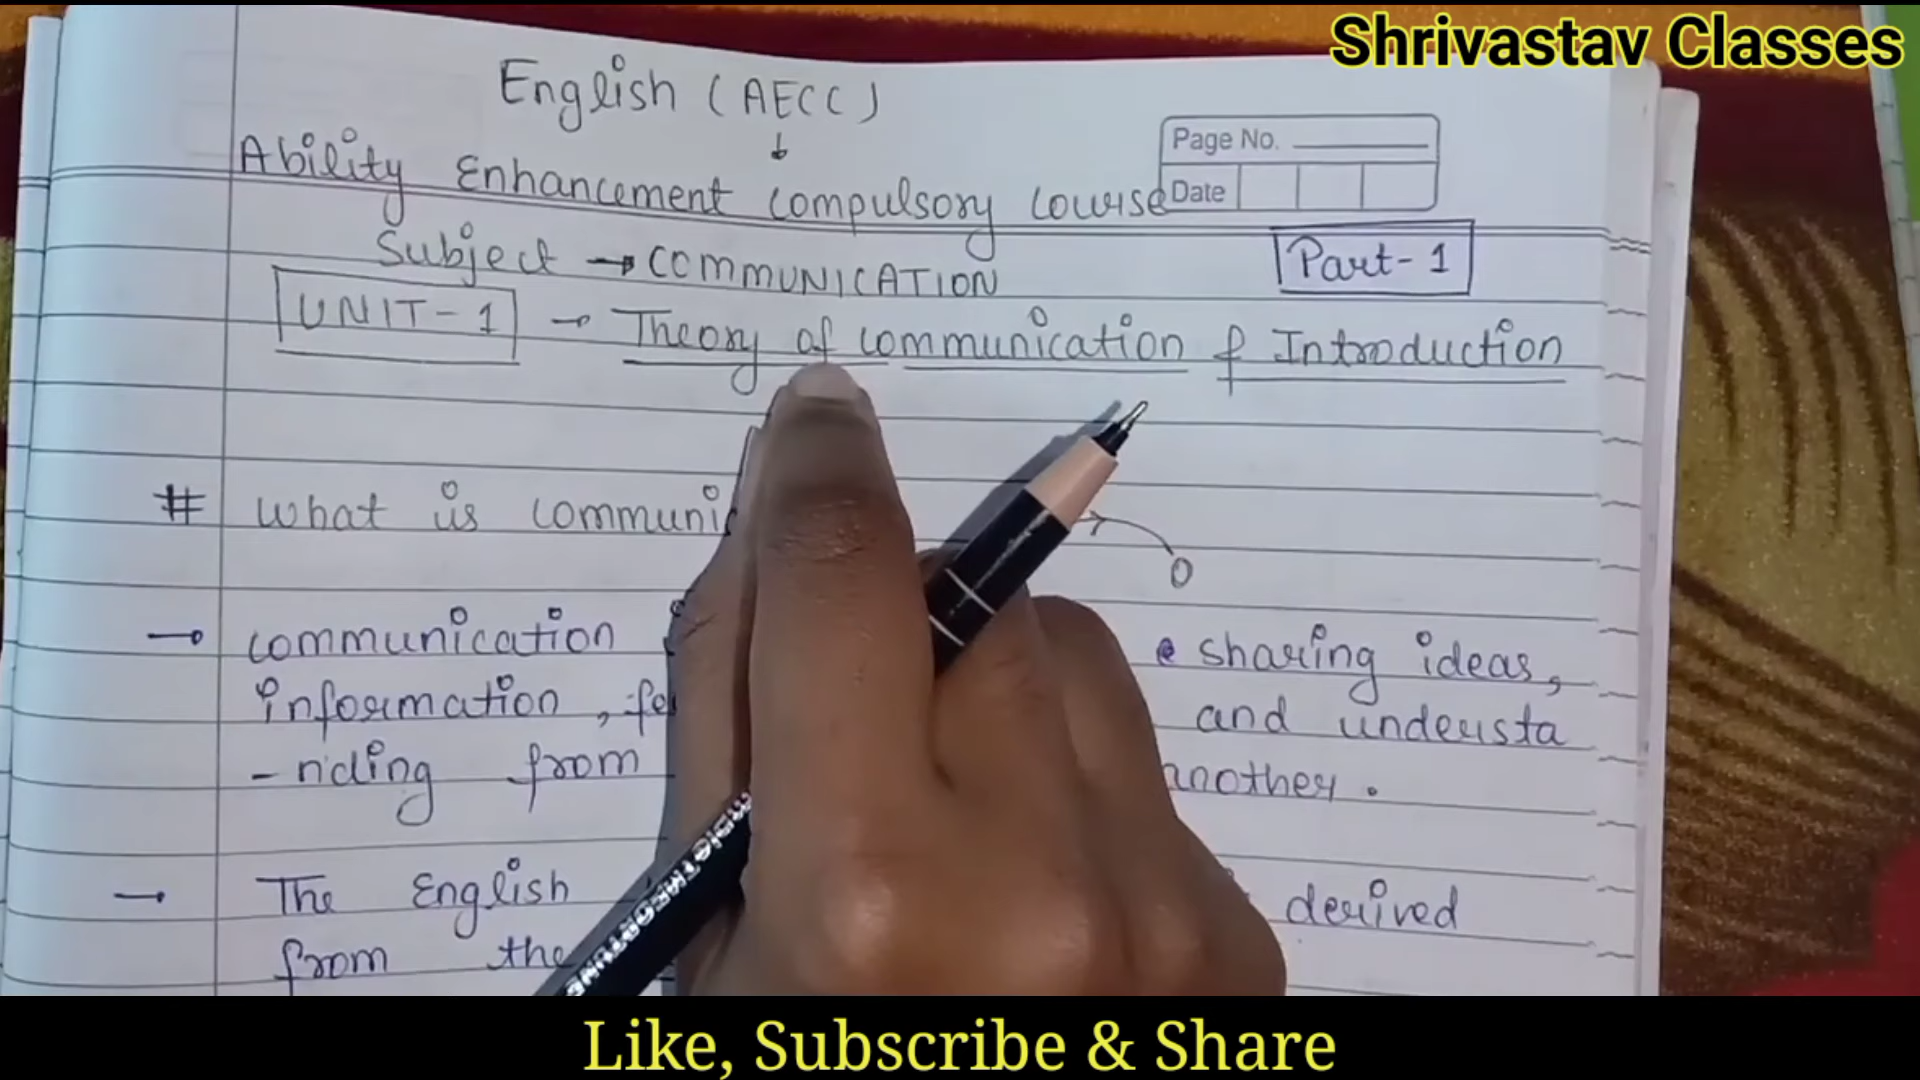 Shrivastav Classes
English (AECC)
Page No.
Ability Enhancement Compulsory Course
Date
Subject → COMMUNICATION
Part-1
UNIT-1 → Theory of communication & Introduction
# What is communi
→ communication sharing ideas,
information, fe and understa
-nding from another.
→ The English derived
from the
Like, Subscribe & Share